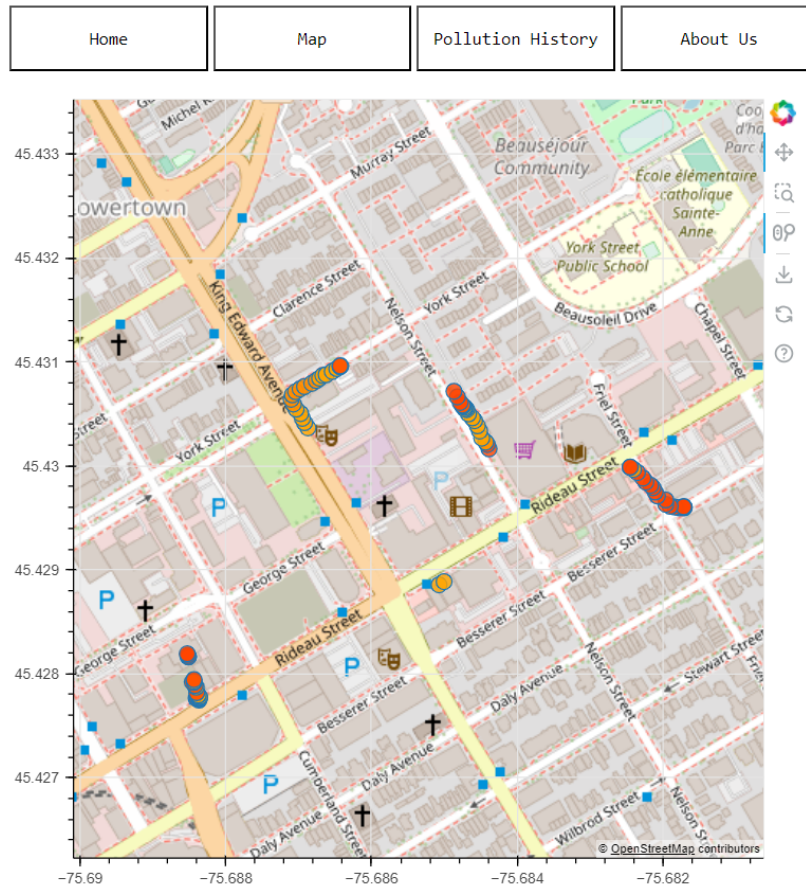 Home
Map
Pollution History
About Us
45.433
45.432
45.431
45.43
45.429
45.428
45.427
−75.69
−75.688
−75.686
−75.684
−75.682
Murray Street
Beauséjour
Community
Park
École élémentaire
catholique
Sainte-
Anne
York Street
Public School
Clarence Street
York Street
King Edward Avenue
Nelson Street
Beausoleil Drive
Chapel Street
Street
York Street
Friel Street
P
P
Rideau Street
George Street
Besserer Street
P
George Street
Rideau Street
Besserer Street
P
Besserer Street
Daly Avenue
Nelson Street
Stewart Street
P
Daly Avenue
Cumberland Street
Daly Avenue
Wilbrod Street
Nelson S
© OpenStreetMap contributors